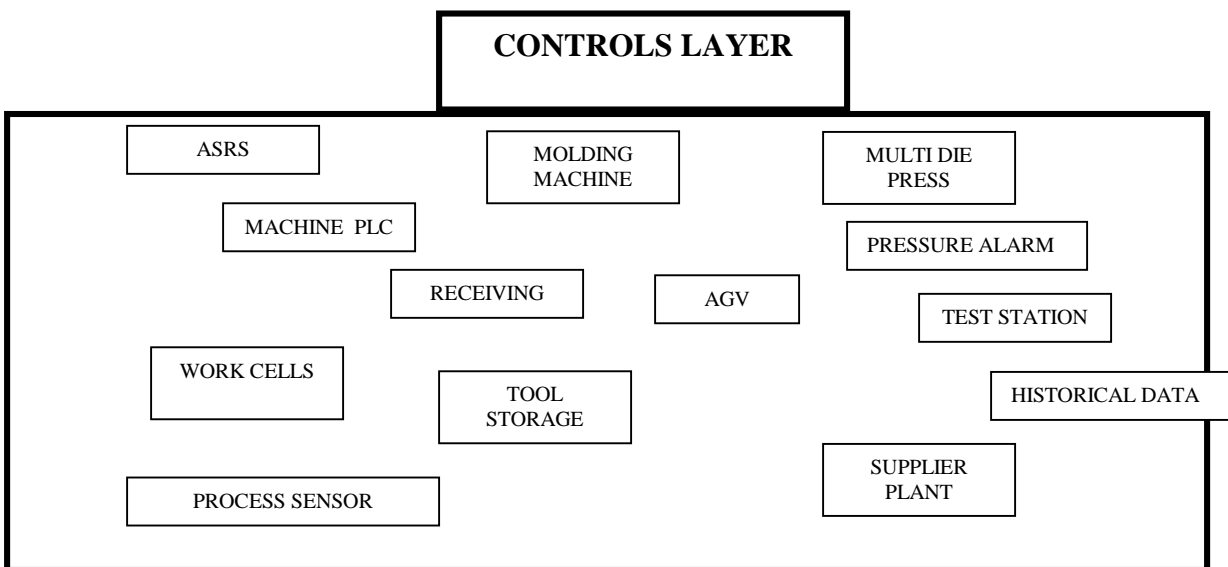 CONTROLS LAYER
ASRS
MOLDING
MACHINE
MULTI DIE
PRESS
MACHINE  PLC
PRESSURE ALARM
RECEIVING
AGV
TEST STATION
WORK CELLS
TOOL
STORAGE
HISTORICAL DATA
SUPPLIER
PLANT
PROCESS SENSOR